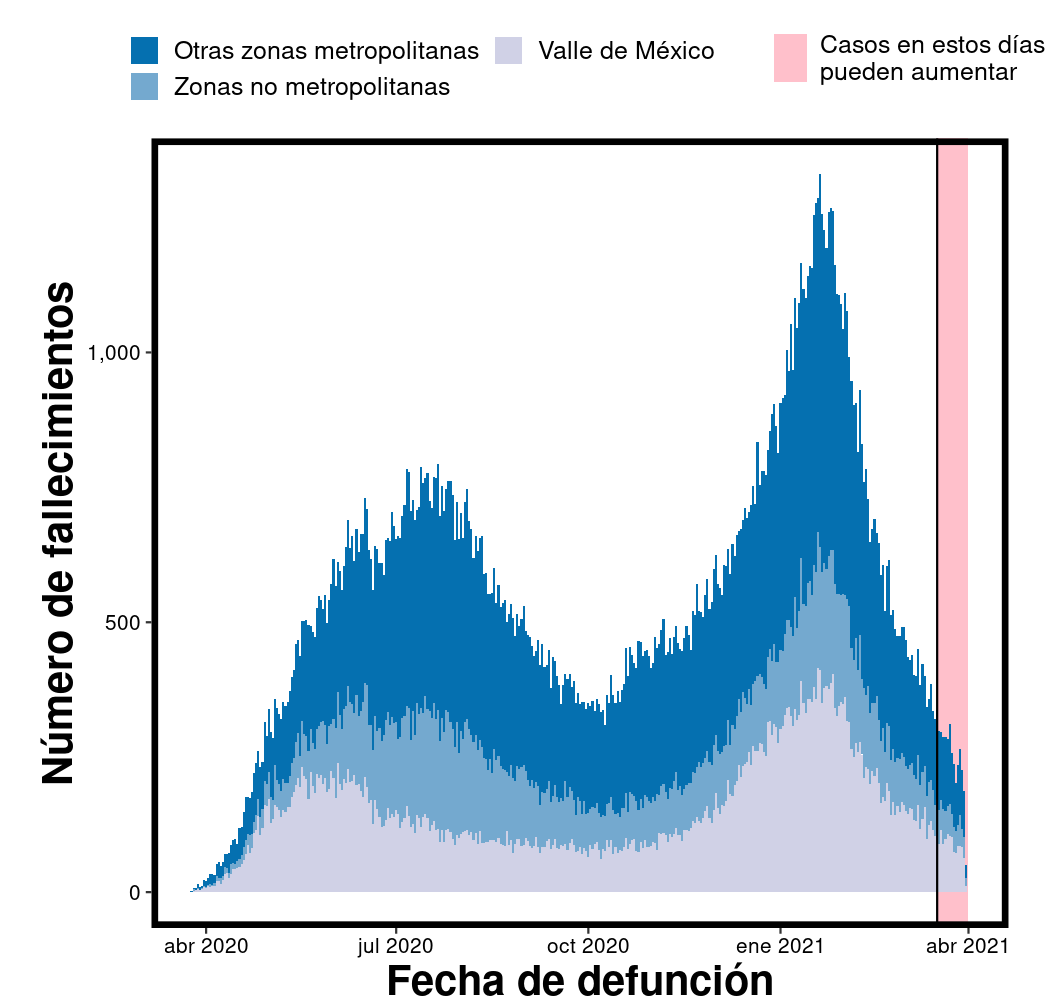 Otras zonas metropolitanas
Zonas no metropolitanas
Valle de México
Casos en estos días
pueden aumentar
Número de fallecimientos
1,000
500
0
abr 2020
jul 2020
oct 2020
ene 2021
abr 2021
Fecha de defunción